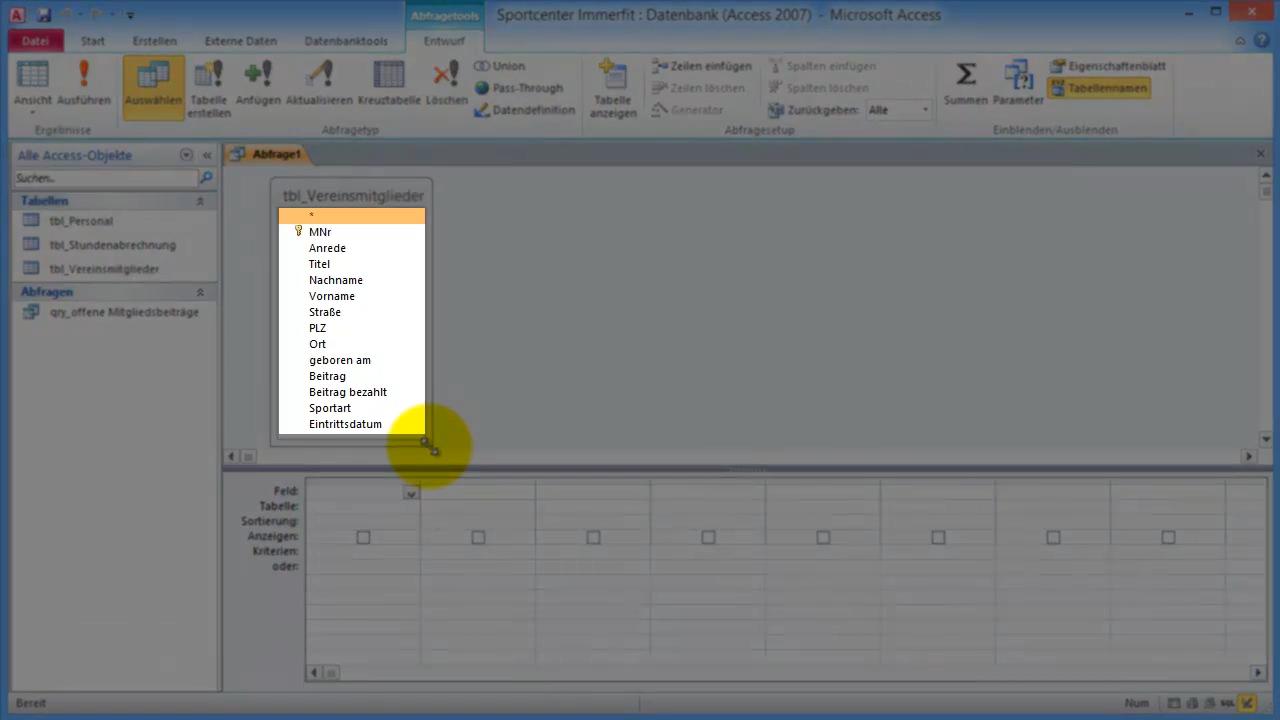 Abfragetools
Sportcenter Immerfit : Datenbank (Access 2007) - Microsoft Access
Datei Start Erstellen Externe Daten Datenbanktools Entwurf
Ansicht
Ausführen
Ergebnisse
Auswählen
Tabelle
erstellen
Anfügen
Aktualisieren
Kreuztabelle
Löschen
Union
Pass-Through
Datendefinition
Abfragetyp
Tabelle
anzeigen
Zeilen einfügen
Zeilen löschen
Generator
Spalten einfügen
Spalten löschen
Zurückgeben: Alle
Abfragesetup
Summen
Parameter
Eigenschaftenblatt
Tabellennamen
Einblenden/Ausblenden
Alle Access-Objekte
Suchen...
Tabellen
tbl_Personal
tbl_Stundenabrechnung
tbl_Vereinsmitglieder
Abfragen
qry_offene Mitgliedsbeiträge
Abfrage1
tbl_Vereinsmitglieder
*
MNr
Anrede
Titel
Nachname
Vorname
Straße
PLZ
Ort
geboren am
Beitrag
Beitrag bezahlt
Sportart
Eintrittsdatum
Feld:
Tabelle:
Sortierung:
Anzeigen:
Kriterien:
oder:
Bereit
Num
SQL